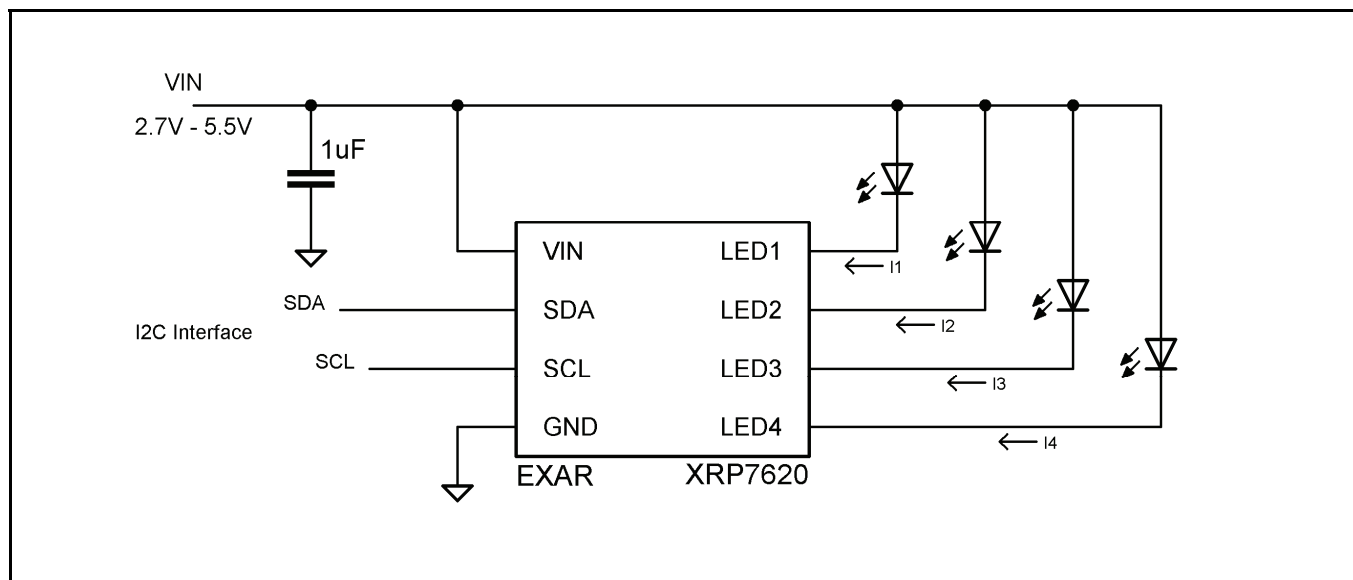 VIN
2.7V - 5.5V
1uF
VIN
LED1
I1
SDA
SDA
LED2
I2
I2C Interface
SCL
SCL
LED3
I3
GND
LED4
I4
EXAR
XRP7620